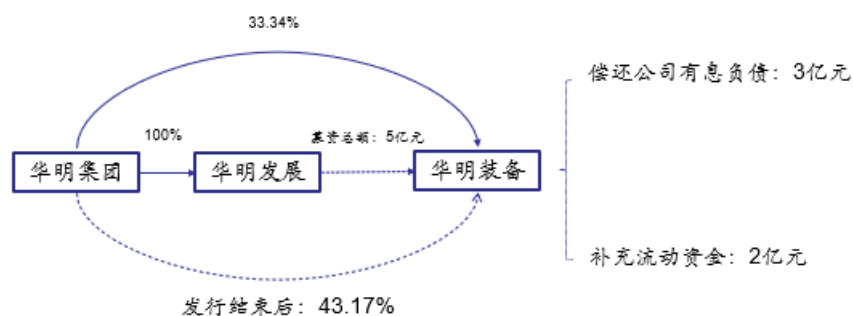 33.34%
偿还公司有息负债：3亿元
100%
募资总额：5亿元
华明集团
华明发展
华明装备
补充流动资金：2亿元
发行结束后：43.17%